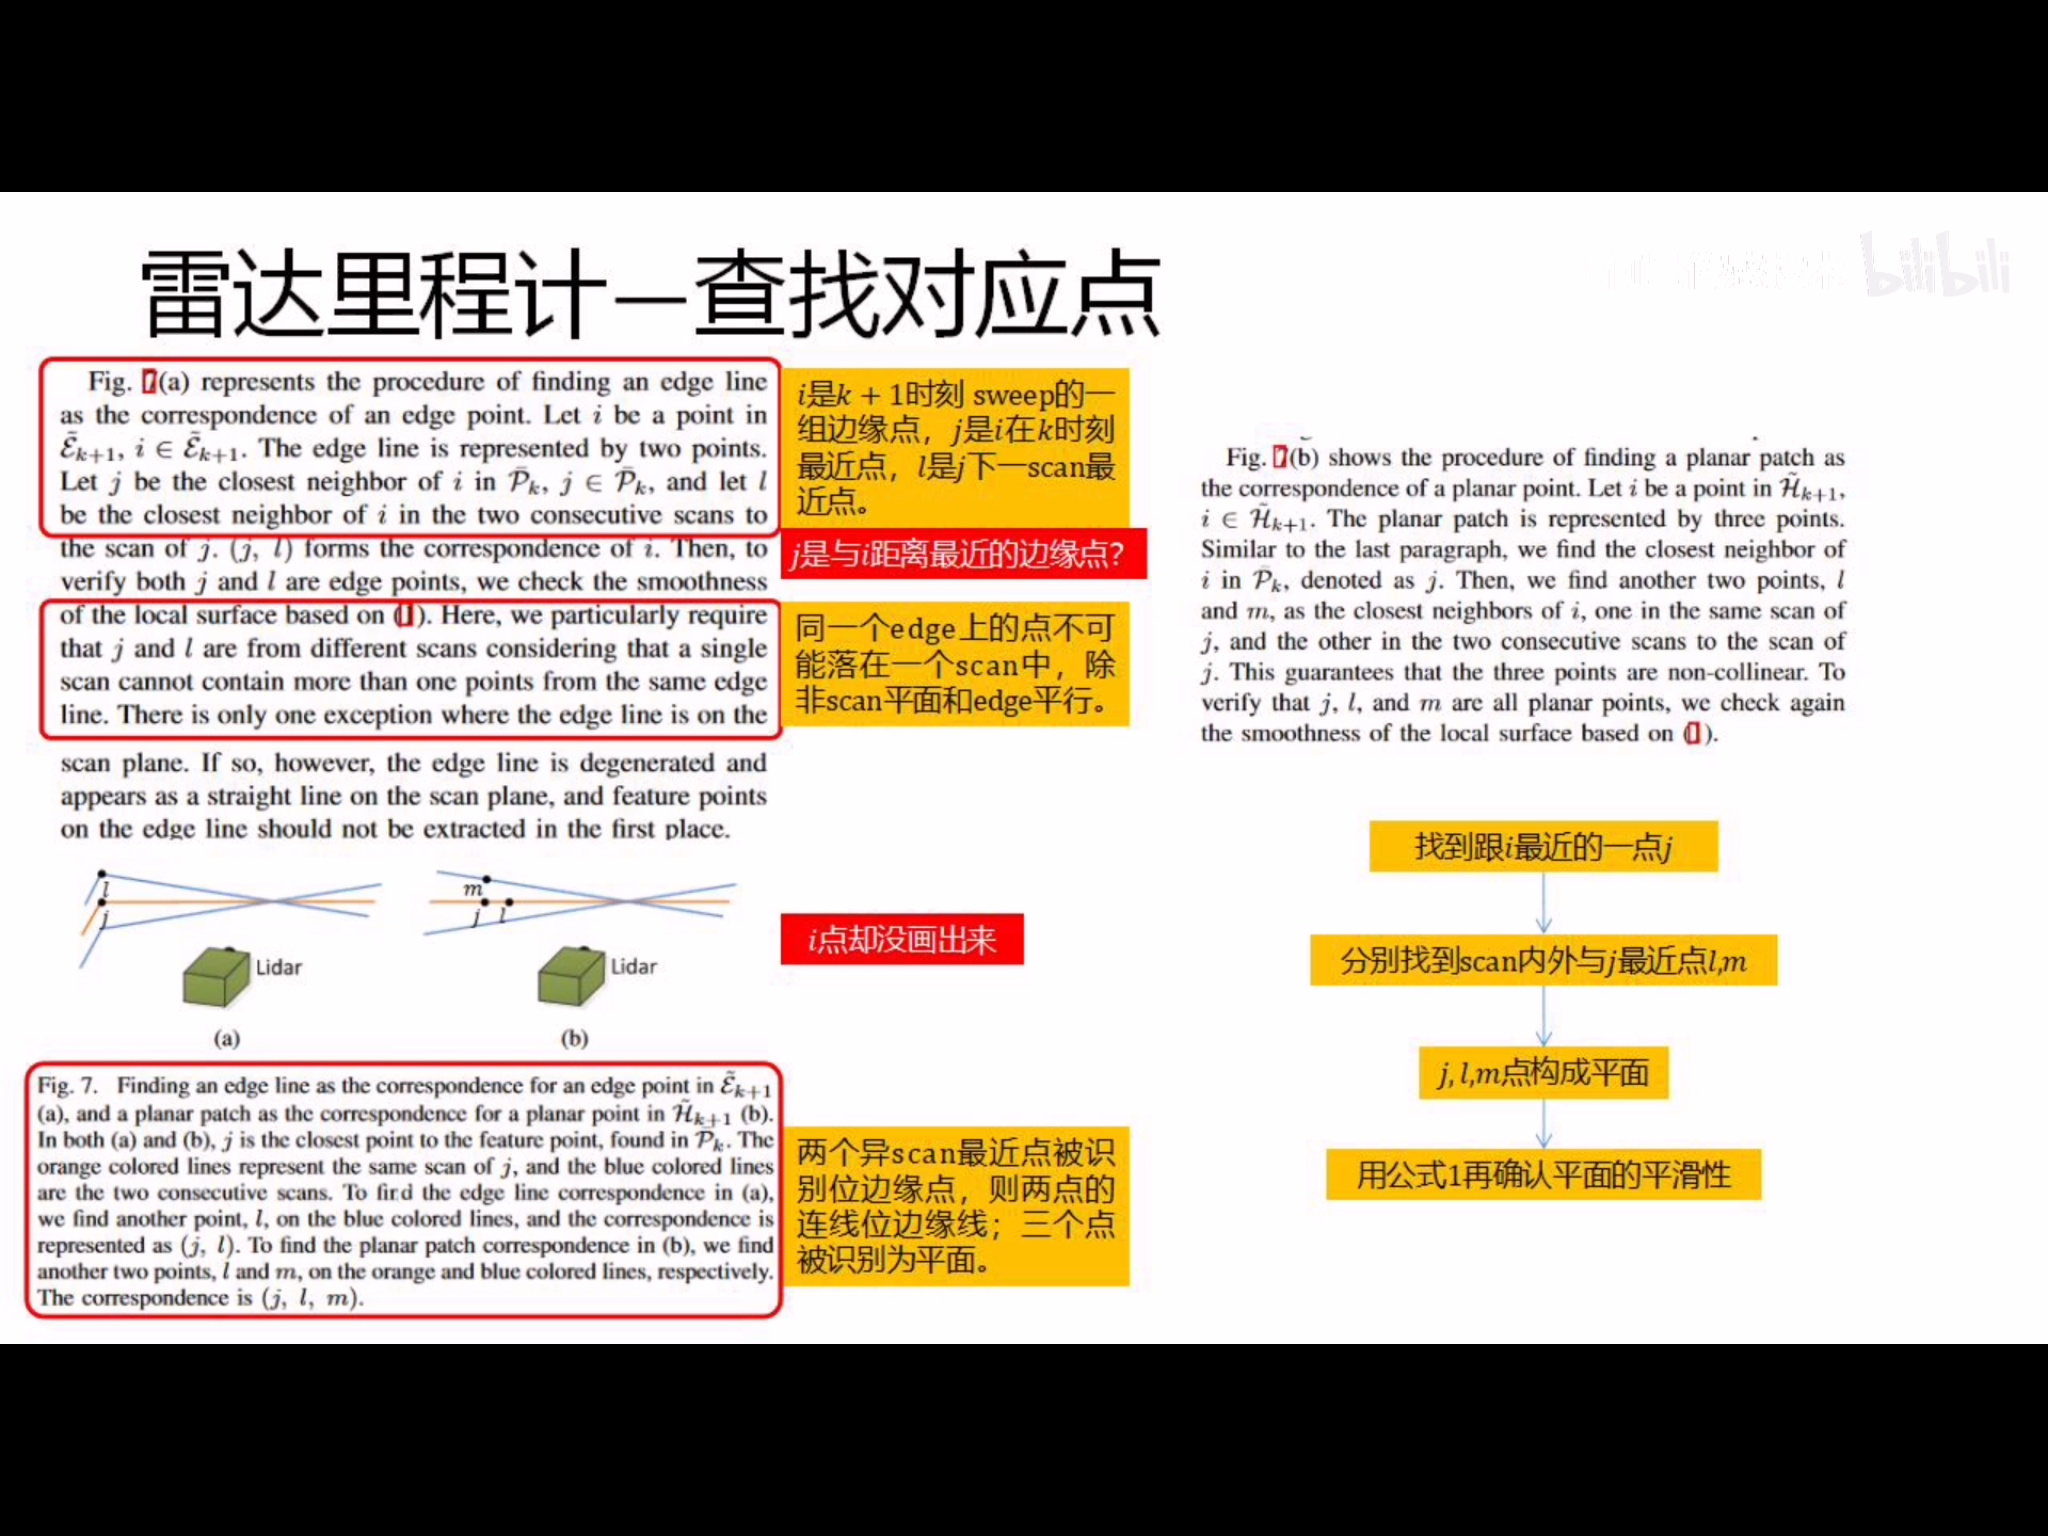 雷达里程计—查找对应点
bilibili
Fig. 7(a) represents the procedure of finding an edge line
as the correspondence of an edge point. Let i be a point in
Ẽk+1, i ∈ Ẽk+1. The edge line is represented by two points.
Let j be the closest neighbor of i in P̄k, j ∈ P̄k, and let l
be the closest neighbor of i in the two consecutive scans to
the scan of j. (j, l) forms the correspondence of i. Then, to
verify both j and l are edge points, we check the smoothness
of the local surface based on (1). Here, we particularly require
that j and l are from different scans considering that a single
scan cannot contain more than one points from the same edge
line. There is only one exception where the edge line is on the
scan plane. If so, however, the edge line is degenerated and
appears as a straight line on the scan plane, and feature points
on the edge line should not be extracted in the first place.
i是k + 1时刻 sweep的一
组边缘点，j是i在k时刻
最近点，l是j下一scan最
近点。
j是与i距离最近的边缘点?
同一个edge上的点不可
能落在一个scan中，除
非scan平面和edge平行。
l
j
Lidar
(a)
m
j l
Lidar
(b)
i点却没画出来
Fig. 7. Finding an edge line as the correspondence for an edge point in Ẽk+1
(a), and a planar patch as the correspondence for a planar point in H̃k+1 (b).
In both (a) and (b), j is the closest point to the feature point, found in P̄k. The
orange colored lines represent the same scan of j, and the blue colored lines
are the two consecutive scans. To find the edge line correspondence in (a),
we find another point, l, on the blue colored lines, and the correspondence is
represented as (j, l). To find the planar patch correspondence in (b), we find
another two points, l and m, on the orange and blue colored lines, respectively.
The correspondence is (j, l, m).
两个异scan最近点被识
别位边缘点，则两点的
连线位边缘线；三个点
被识别为平面。
Fig. 7(b) shows the procedure of finding a planar patch as
the correspondence of a planar point. Let i be a point in H̃k+1,
i ∈ H̃k+1. The planar patch is represented by three points.
Similar to the last paragraph, we find the closest neighbor of
i in P̄k, denoted as j. Then, we find another two points, l
and m, as the closest neighbors of i, one in the same scan of
j, and the other in the two consecutive scans to the scan of
j. This guarantees that the three points are non-collinear. To
verify that j, l, and m are all planar points, we check again
the smoothness of the local surface based on (1).
找到跟i最近的一点j
分别找到scan内外与j最近点l,m
j, l,m点构成平面
用公式1再确认平面的平滑性